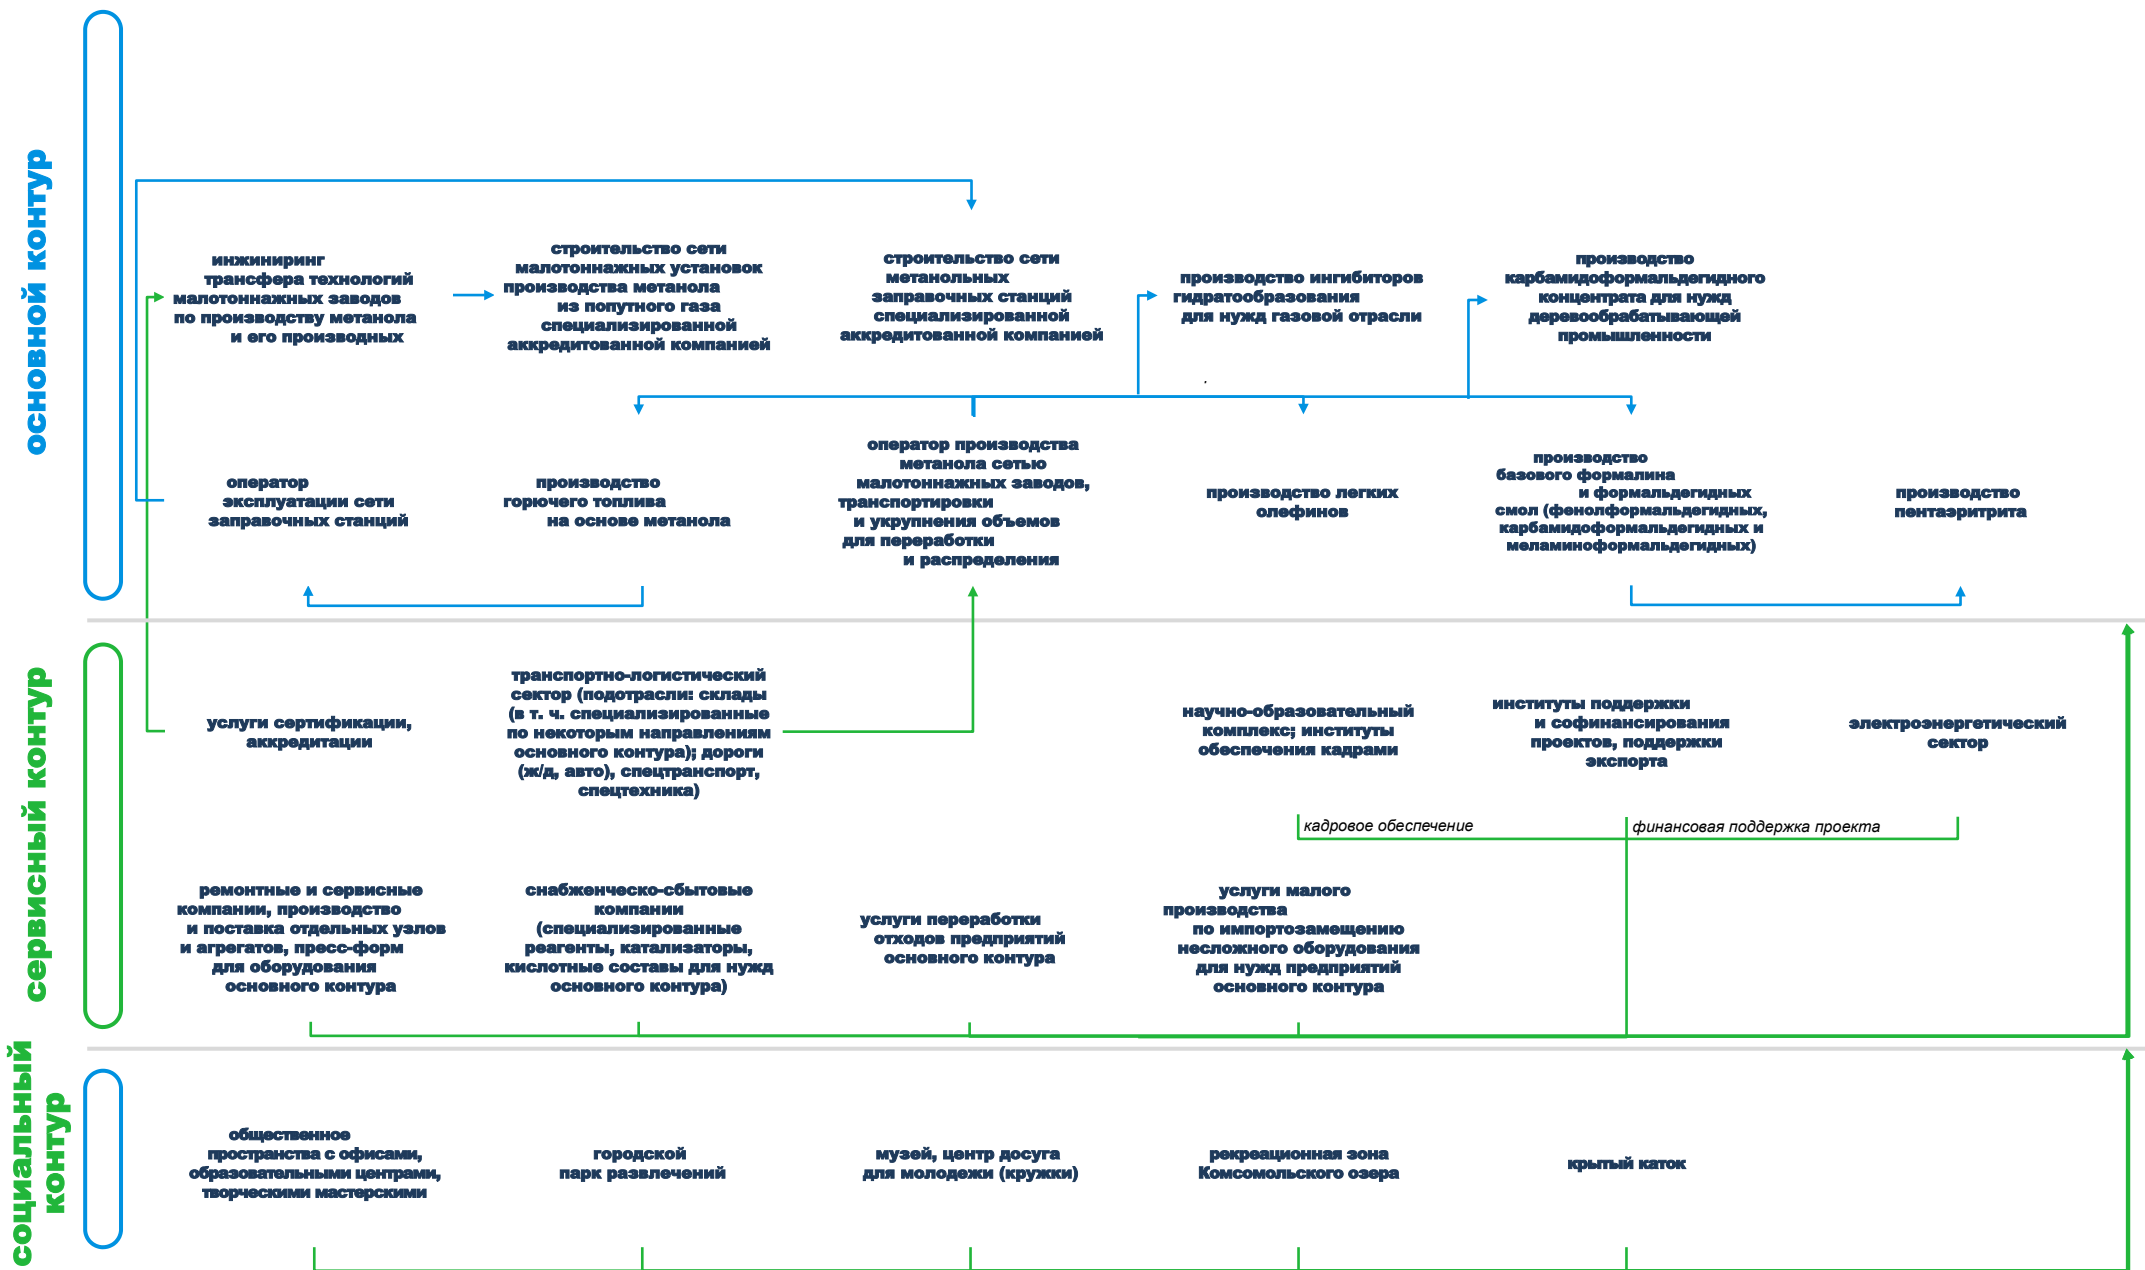 основной контур
инжиниринг
трансфера технологий
малотоннажных заводов
по производству метанола
и его производных
строительство сети
малотоннажных установок
производства метанола
из попутного газа
специализированной
аккредитованной компанией
строительство сети
метанольных
заправочных станций
специализированной
аккредитованной компанией
производство ингибиторов
гидратообразования
для нужд газовой отрасли
производство
карбамидоформальдегидного
концентрата для нужд
деревообрабатывающей
промышленности
оператор
эксплуатации сети
заправочных станций
производство
горючего топлива
на основе метанола
оператор производства
метанола сетью
малотоннажных заводов,
транспортировки
и укрупнения объемов
для переработки
и распределения
производство легких
олефинов
производство
базового формалина
и формальдегидных
смол (фенолформальдегидных,
карбамидоформальдегидных и
меламиноформальдегидных)
производство
пентаэритрита
сервисный контур
услуги сертификации,
аккредитации
транспортно-логистический
сектор (подотрасли: склады
(в т. ч. специализированные
по некоторым направлениям
основного контура); дороги
(ж/д, авто), спецтранспорт,
спецтехника)
научно-образовательный
комплекс; институты
обеспечения кадрами
институты поддержки
и софинансирования
проектов, поддержки
экспорта
электроэнергетический
сектор
кадровое обеспечение
финансовая поддержка проекта
ремонтные и сервисные
компании, производство
и поставка отдельных узлов
и агрегатов, пресс-форм
для оборудования
основного контура
снабженческо-сбытовые
компании
(специализированные
реагенты, катализаторы,
кислотные составы для нужд
основного контура)
услуги переработки
отходов предприятий
основного контура
услуги малого
производства
по импортозамещению
несложного оборудования
для нужд предприятий
основного контура
социальный
контур
общественное
пространства с офисами,
образовательными центрами,
творческими мастерскими
городской
парк развлечений
музей, центр досуга
для молодежи (кружки)
рекреационная зона
Комсомольского озера
крытый каток